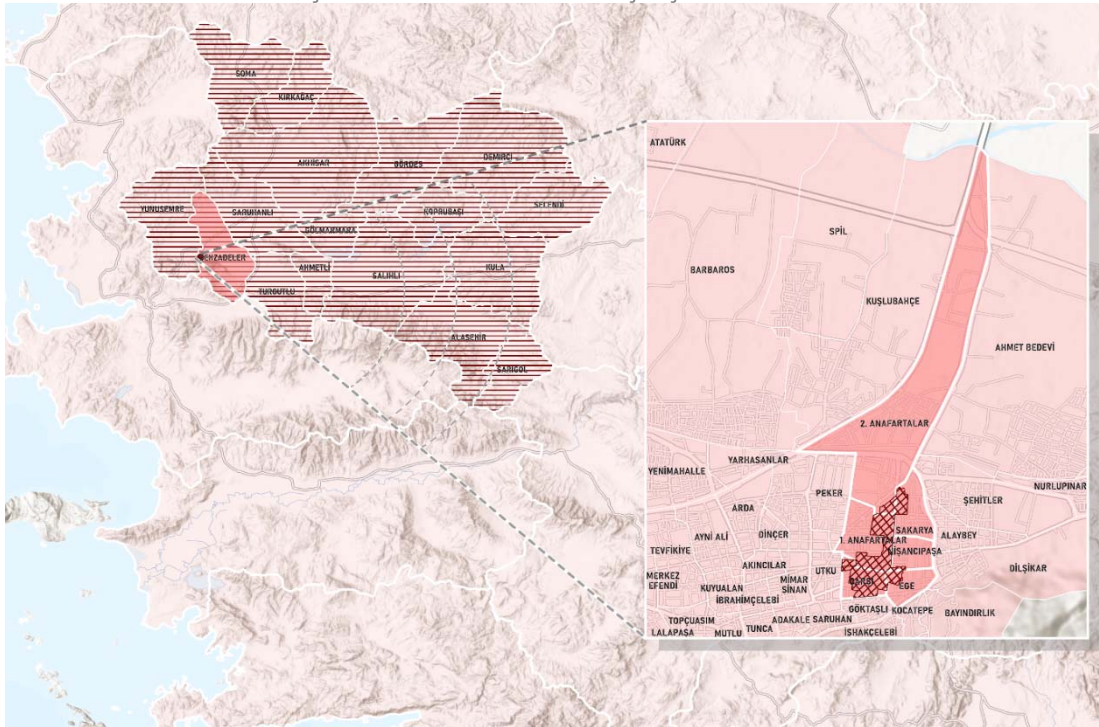 SOMA
KIRKAĞAÇ
AKHİSAR
GÖRDES
DEMİRCİ
YUNUSEMRE
SARUHANLI
GÖLMARMARA
KÖPRÜBAŞI
SELENDİ
ŞEHZADELER
AHMETLİ
SALİHLİ
KULA
TURGUTLU
ALAŞEHİR
SARIGÖL
ATATÜRK
SPİL
BARBAROS
KUŞLUBAHÇE
AHMET BEDEVİ
2. ANAFARTALAR
YARHASANLAR
YENİMAHALLE
NURLUPINAR
PEKER
ŞEHİTLER
ARDA
SAKARYA
AYNİ ALİ
DİNÇER
1. ANAFARTALAR
ALAYBEY
TEVFİKİYE
NİŞANCIPAŞA
AKINCILAR
UTKU
DİLŞİKAR
MERKEZ
EFENDİ
KUYUALAN
MİMAR
SİNAN
ÇARŞI
EGE
İBRAHİMÇELEBİ
GÖKTAŞLI
KOCATEPE
BAYINDIRLIK
TOPÇUASIM
ADAKALE
SARUHAN
LALAPAŞA
MUTLU
TUNCA
İSHAKÇELEBİ